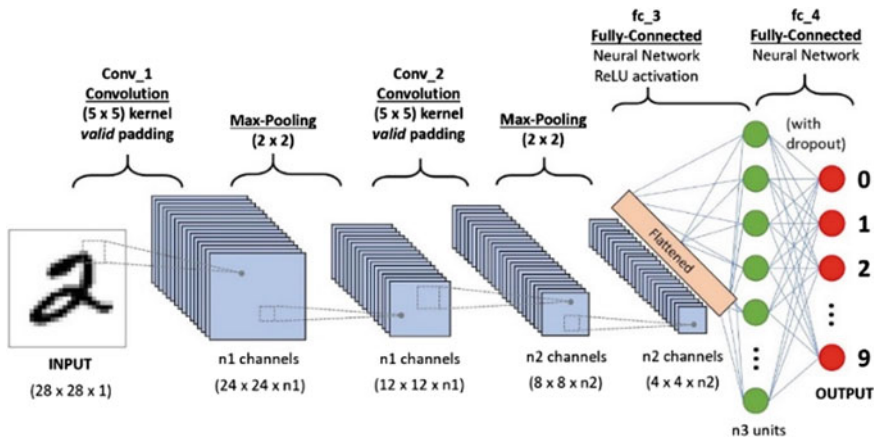 fc_3
Fully-Connected
Neural Network
ReLU activation
fc_4
Fully-Connected
Neural Network
Conv_1
Convolution
(5 x 5) kernel
valid padding
Max-Pooling
(2 x 2)
Conv_2
Convolution
(5 x 5) kernel
valid padding
Max-Pooling
(2 x 2)
(with
dropout)
Flattened
0
1
2
9
2
INPUT
(28 x 28 x 1)
n1 channels
(24 x 24 x n1)
n1 channels
(12 x 12 x n1)
n2 channels
(8 x 8 x n2)
n2 channels
(4 x 4 x n2)
n3 units
OUTPUT